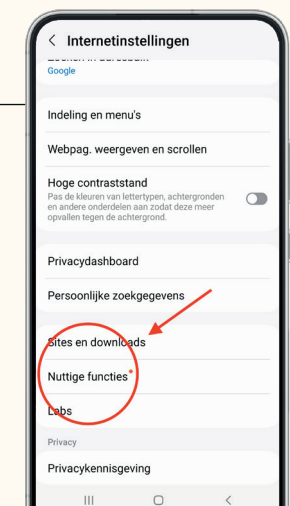 Internetinstellingen
Google
Indeling en menu's
Webpag. weergeven en scrollen
Hoge contraststand
Pas de kleuren van lettertypen, achtergronden
en andere onderdelen aan zodat deze meer
opvallen tegen de achtergrond.
Privacydashboard
Persoonlijke zoekgegevens
Sites en downloads
Nuttige functies
Labs
Privacy
Privacykennisgeving